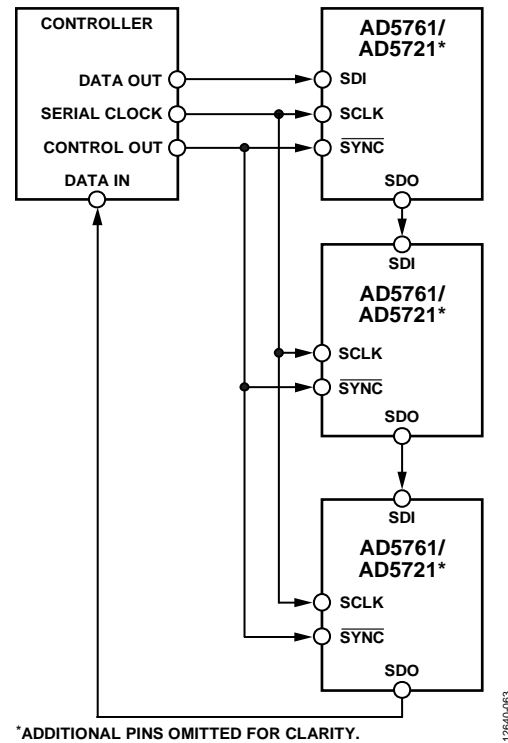 CONTROLLER
DATA OUT
SERIAL CLOCK
CONTROL OUT
DATA IN
AD5761/
AD5721*
SDI
SCLK
SYNC
SDO
SDI
AD5761/
AD5721*
SCLK
SYNC
SDO
SDI
AD5761/
AD5721*
SCLK
SYNC
SDO
*ADDITIONAL PINS OMITTED FOR CLARITY.
12640-063